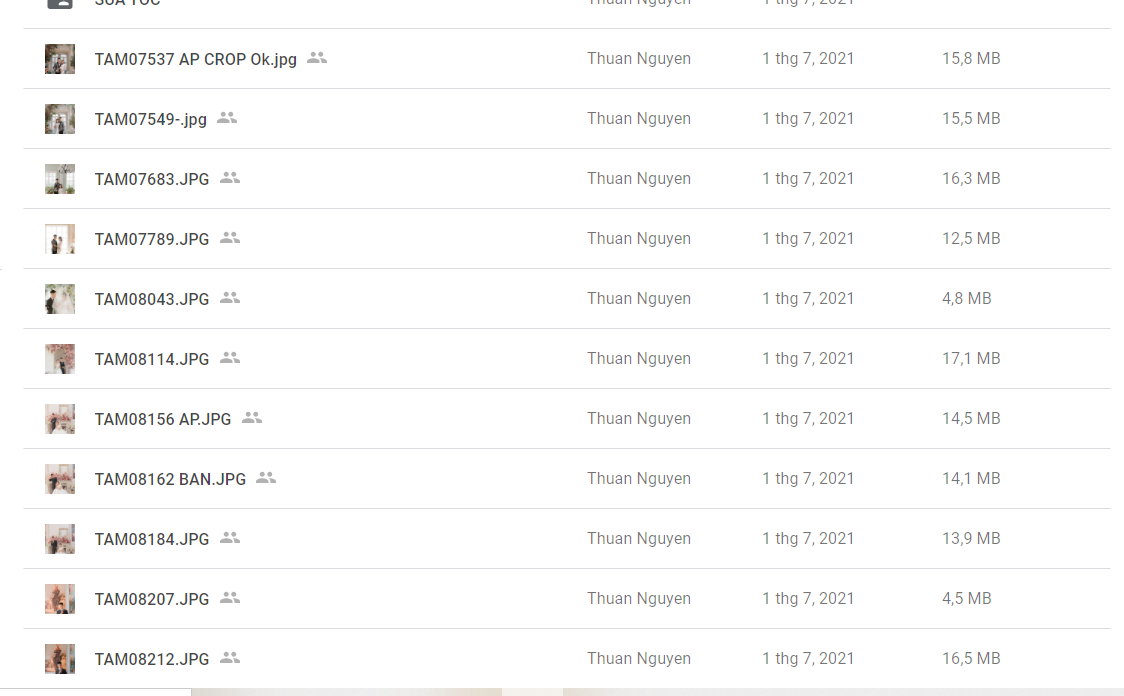 SUA TOC Thuan Nguyen 1 thg 7, 2021
TAM07537 AP CROP Ok.jpg Thuan Nguyen 1 thg 7, 2021 15,8 MB
TAM07549-.jpg Thuan Nguyen 1 thg 7, 2021 15,5 MB
TAM07683.JPG Thuan Nguyen 1 thg 7, 2021 16,3 MB
TAM07789.JPG Thuan Nguyen 1 thg 7, 2021 12,5 MB
TAM08043.JPG Thuan Nguyen 1 thg 7, 2021 4,8 MB
TAM08114.JPG Thuan Nguyen 1 thg 7, 2021 17,1 MB
TAM08156 AP.JPG Thuan Nguyen 1 thg 7, 2021 14,5 MB
TAM08162 BAN.JPG Thuan Nguyen 1 thg 7, 2021 14,1 MB
TAM08184.JPG Thuan Nguyen 1 thg 7, 2021 13,9 MB
TAM08207.JPG Thuan Nguyen 1 thg 7, 2021 4,5 MB
TAM08212.JPG Thuan Nguyen 1 thg 7, 2021 16,5 MB